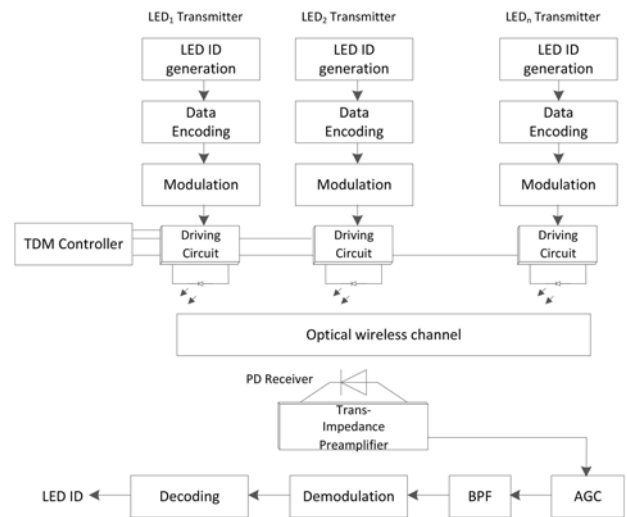 LED₁ Transmitter
LED₂ Transmitter
LEDₙ Transmitter
LED ID
generation
LED ID
generation
LED ID
generation
Data
Encoding
Data
Encoding
Data
Encoding
Modulation
Modulation
Modulation
TDM Controller
Driving
Circuit
Driving
Circuit
Driving
Circuit
Optical wireless channel
PD Receiver
Trans-
Impedance
Preamplifier
LED ID
Decoding
Demodulation
BPF
AGC